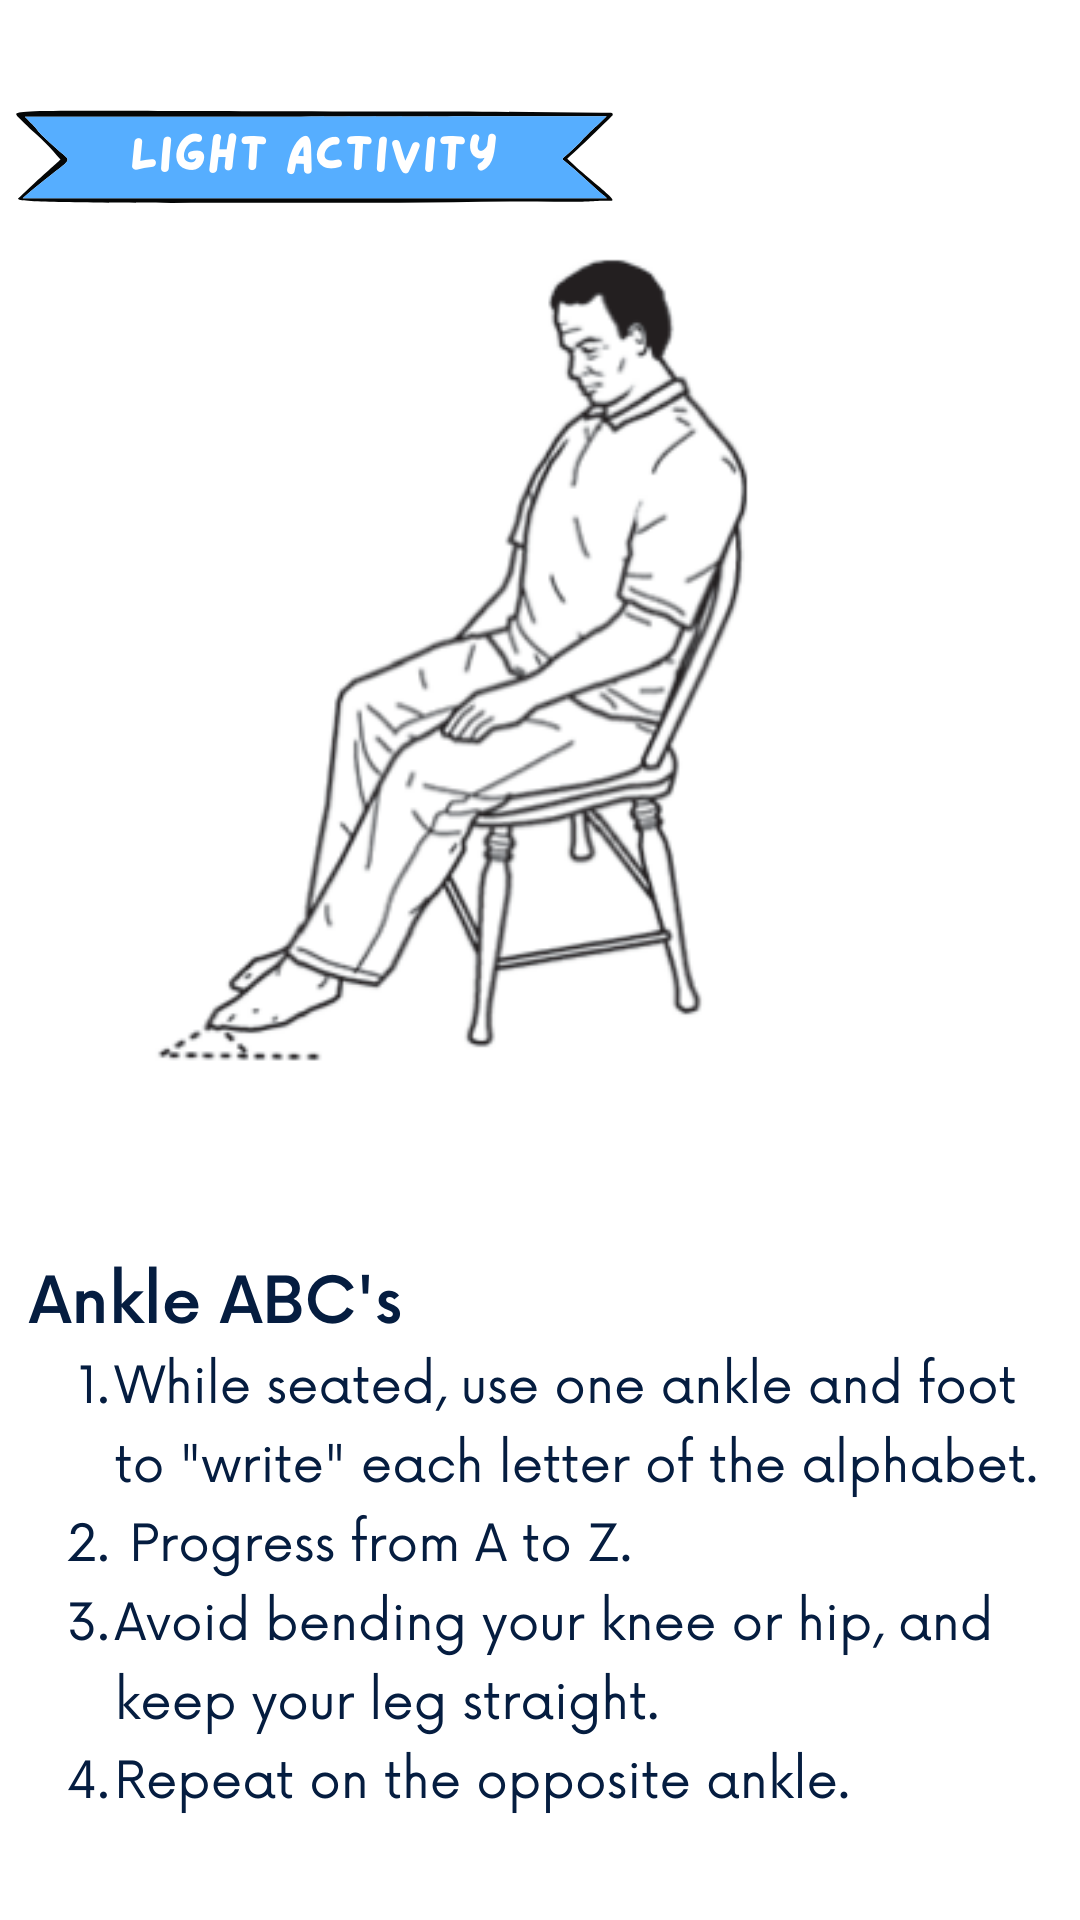 LIGHT ACTIVITY
Ankle ABC's
1. While seated, use one ankle and foot
to "write" each letter of the alphabet.
2. Progress from A to Z.
3. Avoid bending your knee or hip, and
keep your leg straight.
4. Repeat on the opposite ankle.